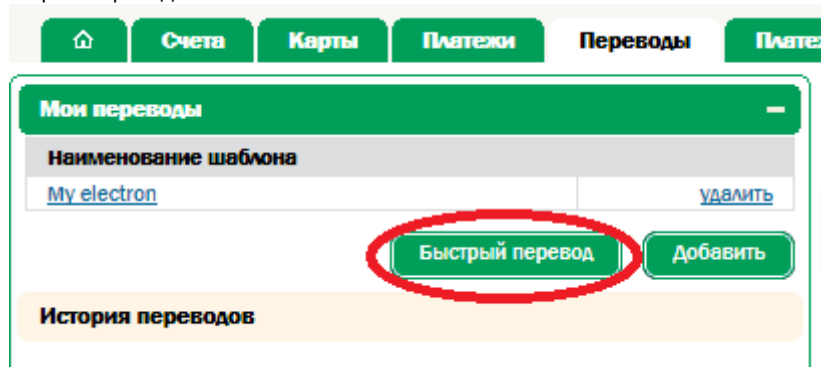 Счета Карты Платежи Переводы
Мои переводы
Наименование шаблона
My electron удалить
Быстрый перевод Добавить
История переводов